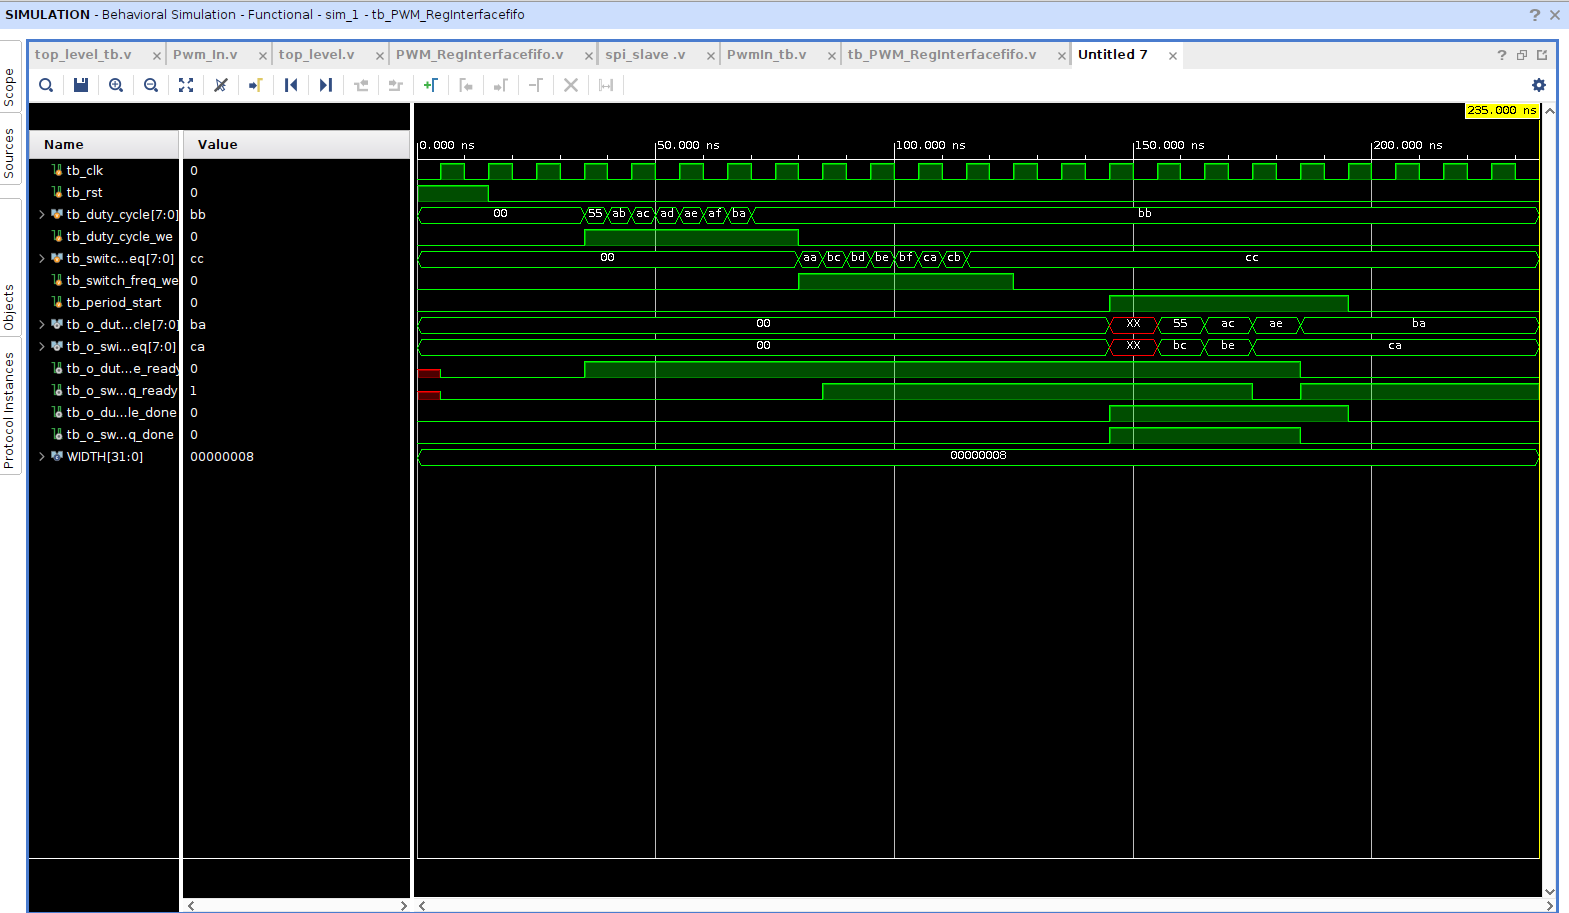 SIMULATION - Behavioral Simulation - Functional - sim_1 - tb_PWM_RegInterfacefifo
top_level_tb.v
Pwm_In.v
top_level.v
PWM_RegInterfacefifo.v
spi_slave .v
PwmIn_tb.v
tb_PWM_RegInterfacefifo.v
Untitled 7
Scope
Sources
Objects
Protocol Instances
235.000 ns
Name Value
0.000 ns 50.000 ns 100.000 ns 150.000 ns 200.000 ns
tb_clk 0
tb_rst 0
tb_duty_cycle[7:0] bb 00 55 ab ac ad ae af ba bb
tb_duty_cycle_we 0
tb_switc...eq[7:0] cc 00 aa bc bd be bf ca cb cc
tb_switch_freq_we 0
tb_period_start 0
tb_o_dut...cle[7:0] ba 00 XX 55 ac ae ba
tb_o_swi...eq[7:0] ca 00 XX bc be ca
tb_o_dut...e_ready 0
tb_o_sw...q_ready 1
tb_o_du...le_done 0
tb_o_sw...q_done 0
WIDTH[31:0] 00000008 00000008